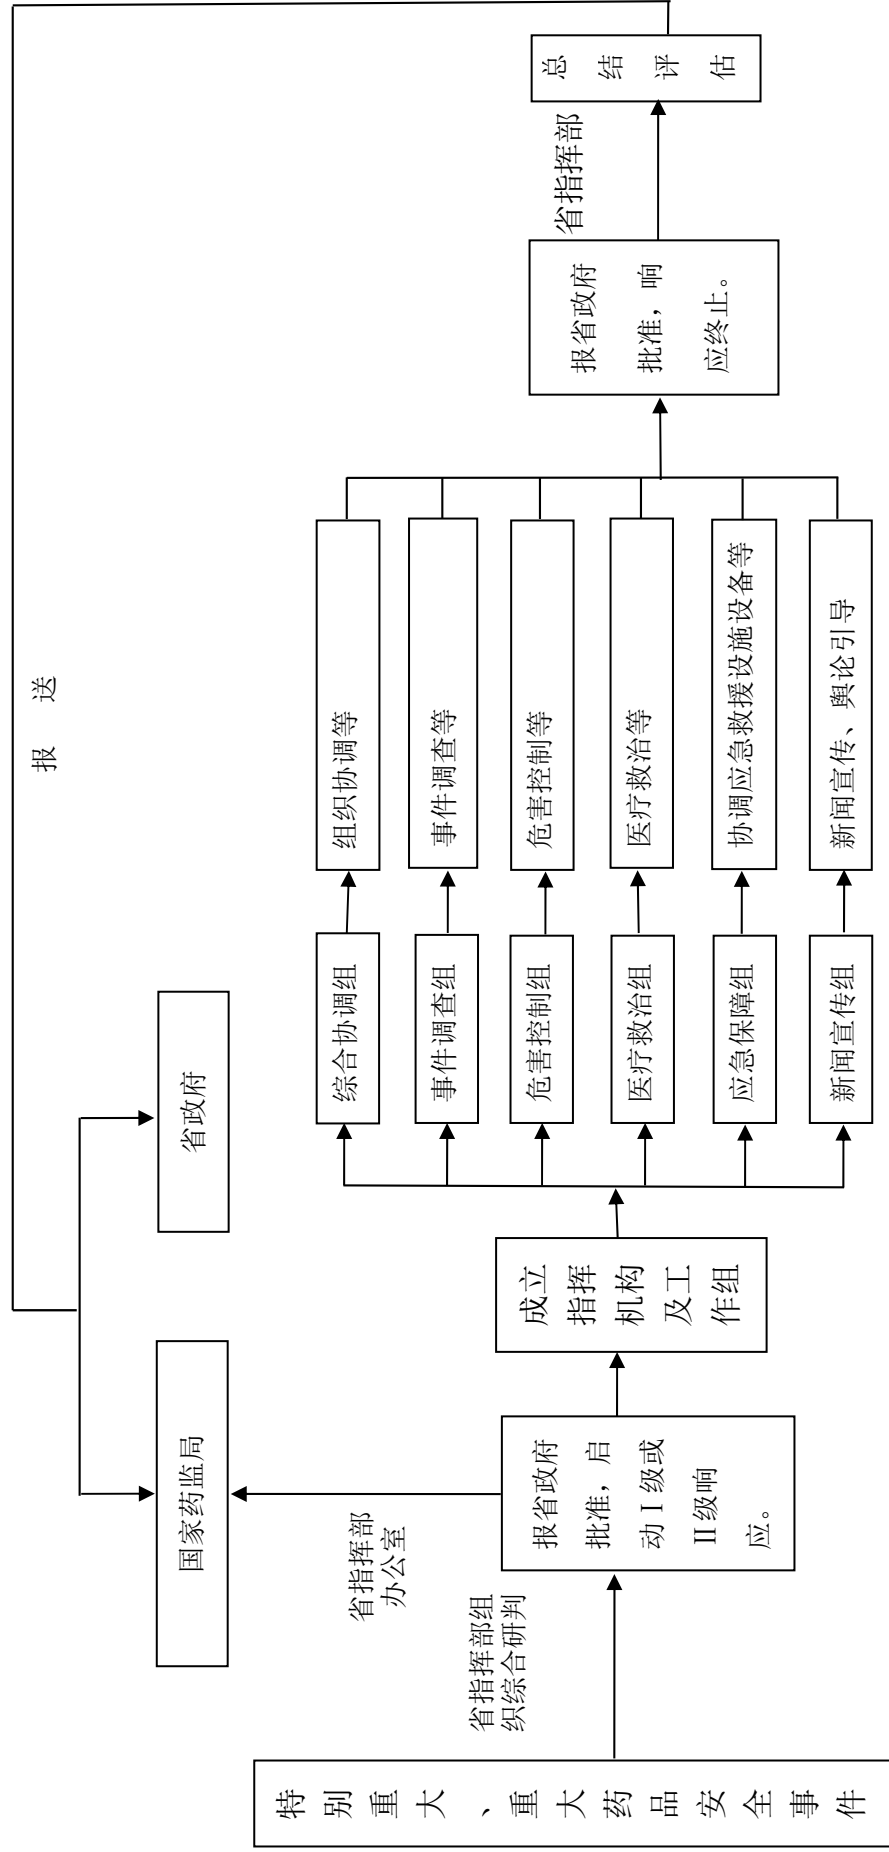 特别重大、重大药品安全事件
省指挥部组
织综合研判
报省政府
批准，启
动 I 级或
II 级响
应。
省指挥部
办公室
国家药监局
省政府
报送
成立
指挥
机构
及工
作组
综合协调组
事件调查组
危害控制组
医疗救治组
应急保障组
新闻宣传组
组织协调等
事件调查等
危害控制等
医疗救治等
协调应急救援设施设备等
新闻宣传、舆论引导
报省政府
批准，响
应终止。
省指挥部
总结评估